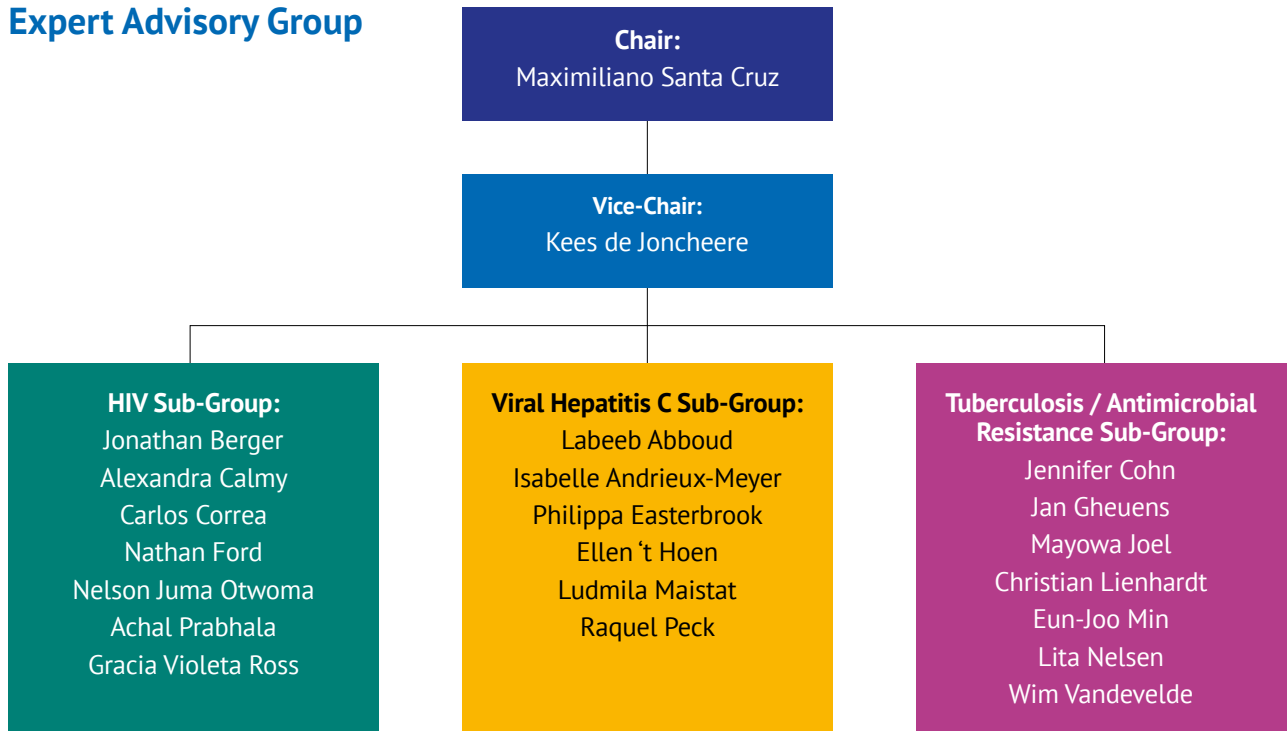 Expert Advisory Group
Chair:
Maximiliano Santa Cruz
Vice-Chair:
Kees de Joncheere
HIV Sub-Group:
Jonathan Berger
Alexandra Calmy
Carlos Correa
Nathan Ford
Nelson Juma Otwoma
Achal Prabhala
Gracia Violeta Ross
Viral Hepatitis C Sub-Group:
Labeeb Abboud
Isabelle Andrieux-Meyer
Philippa Easterbrook
Ellen ‘t Hoen
Ludmila Maistat
Raquel Peck
Tuberculosis / Antimicrobial
Resistance Sub-Group:
Jennifer Cohn
Jan Gheuens
Mayowa Joel
Christian Lienhardt
Eun-Joo Min
Lita Nelsen
Wim Vandevelde